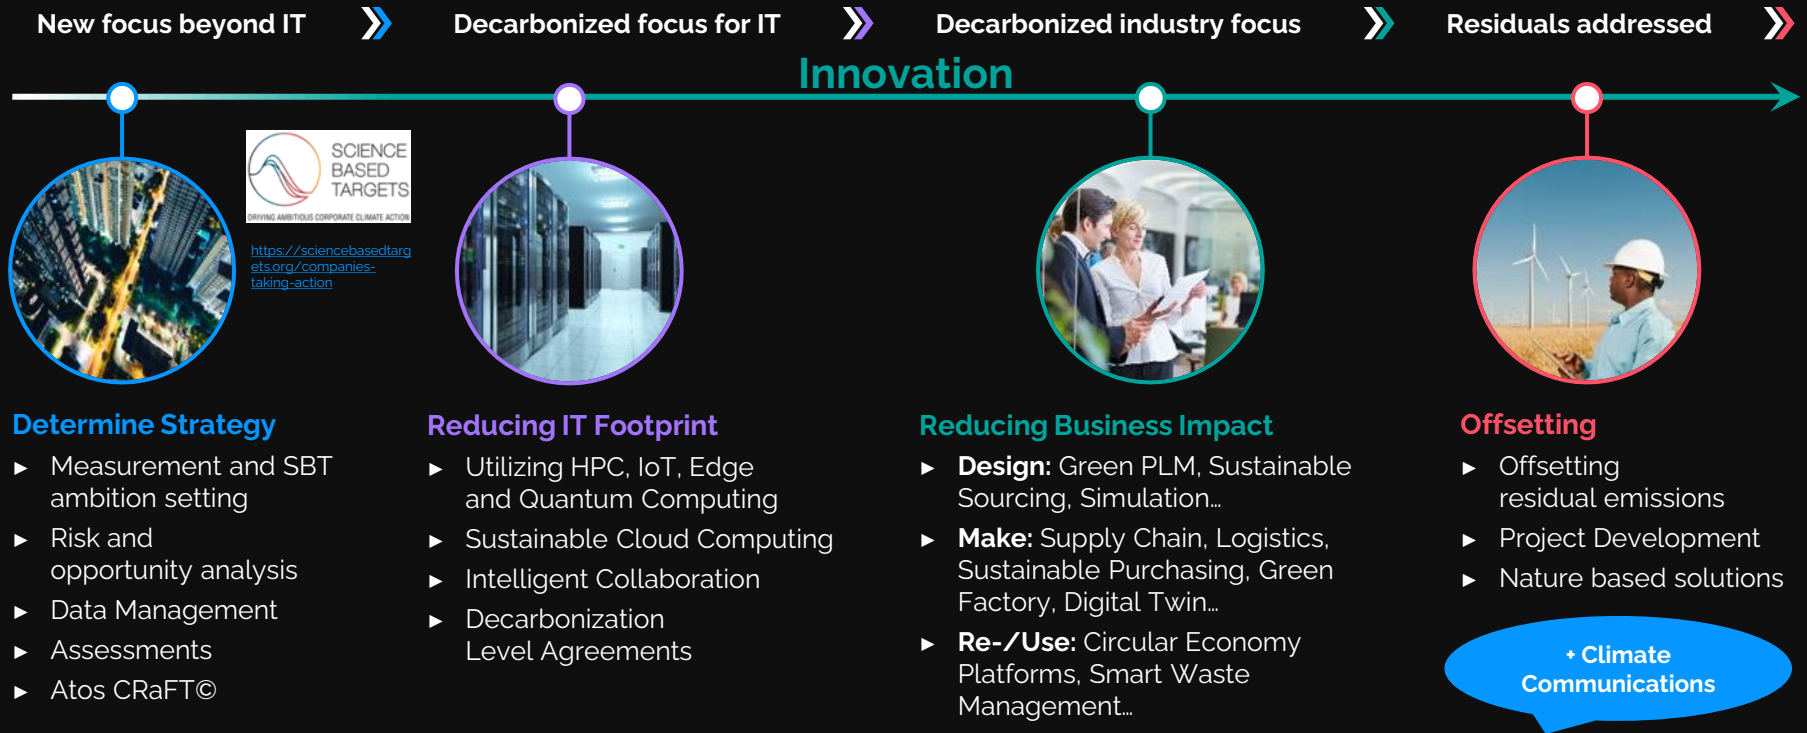 New focus beyond IT
Decarbonized focus for IT
Decarbonized industry focus
Residuals addressed
Innovation
SCIENCE
BASED
TARGETS
DRIVING AMBITIOUS CORPORATE CLIMATE ACTION
https://sciencebasedtarg
ets.org/companies-
taking-action
Determine Strategy
► Measurement and SBT
ambition setting
► Risk and
opportunity analysis
► Data Management
► Assessments
► Atos CRaFT©
Reducing IT Footprint
► Utilizing HPC, IoT, Edge
and Quantum Computing
► Sustainable Cloud Computing
► Intelligent Collaboration
► Decarbonization
Level Agreements
Reducing Business Impact
► Design: Green PLM, Sustainable
Sourcing, Simulation…
► Make: Supply Chain, Logistics,
Sustainable Purchasing, Green
Factory, Digital Twin…
► Re-/Use: Circular Economy
Platforms, Smart Waste
Management…
Offsetting
► Offsetting
residual emissions
► Project Development
► Nature based solutions
+ Climate
Communications